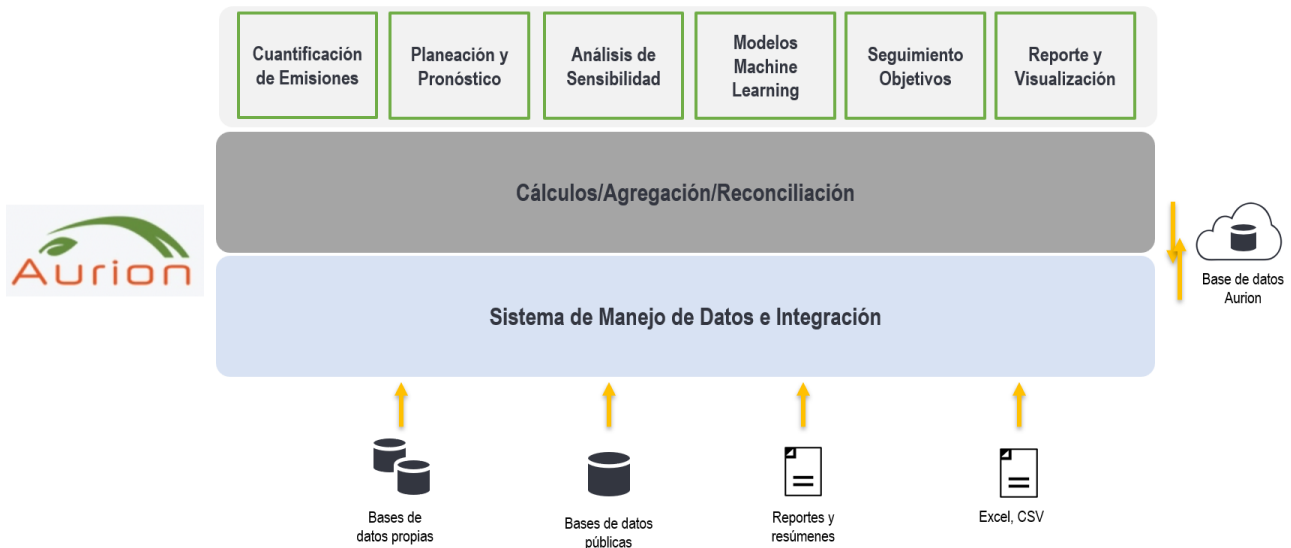 Cuantificación
de Emisiones
Planeación y
Pronóstico
Análisis de
Sensibilidad
Modelos
Machine
Learning
Seguimiento
Objetivos
Reporte y
Visualización
Cálculos/Agregación/Reconciliación
Aurion
Base de datos
Aurion
Sistema de Manejo de Datos e Integración
Bases de
datos propias
Bases de datos
públicas
Reportes y
resúmenes
Excel, CSV